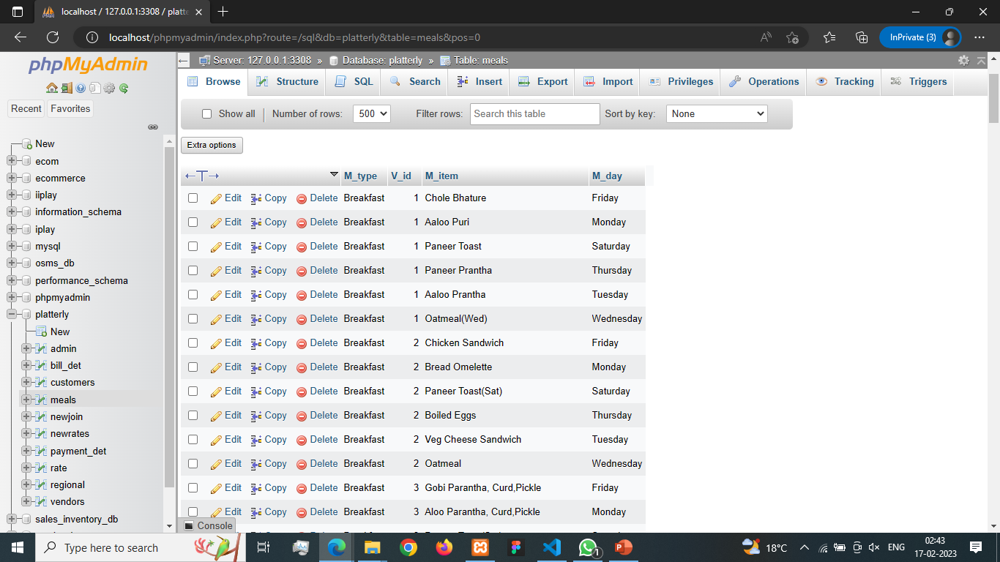 localhost / 127.0.0.1:3308 / platte
localhost/phpmyadmin/index.php?route=/sql&db=platterly&table=meals&pos=0
InPrivate (3)
phpMyAdmin
Recent Favorites
New
ecom
ecommerce
iiplay
information_schema
iplay
mysql
osms_db
performance_schema
phpmyadmin
platterly
New
admin
bill_det
customers
meals
newjoin
newrates
payment_det
rate
regional
vendors
sales_inventory_db
Server: 127.0.0.1:3308 » Database: platterly » Table: meals
Browse Structure SQL Search Insert Export Import Privileges Operations Tracking Triggers
Show all Number of rows: 500 Filter rows: Search this table Sort by key: None
Extra options
M_type V_id M_item M_day
Edit Copy Delete Breakfast 1 Chole Bhature Friday
Edit Copy Delete Breakfast 1 Aaloo Puri Monday
Edit Copy Delete Breakfast 1 Paneer Toast Saturday
Edit Copy Delete Breakfast 1 Paneer Prantha Thursday
Edit Copy Delete Breakfast 1 Aaloo Prantha Tuesday
Edit Copy Delete Breakfast 1 Oatmeal(Wed) Wednesday
Edit Copy Delete Breakfast 2 Chicken Sandwich Friday
Edit Copy Delete Breakfast 2 Bread Omelette Monday
Edit Copy Delete Breakfast 2 Paneer Toast(Sat) Saturday
Edit Copy Delete Breakfast 2 Boiled Eggs Thursday
Edit Copy Delete Breakfast 2 Veg Cheese Sandwich Tuesday
Edit Copy Delete Breakfast 2 Oatmeal Wednesday
Edit Copy Delete Breakfast 3 Gobi Parantha, Curd,Pickle Friday
Edit Copy Delete Breakfast 3 Aloo Parantha, Curd,Pickle Monday
Console
Type here to search
1
18°C
ENG
02:43
17-02-2023